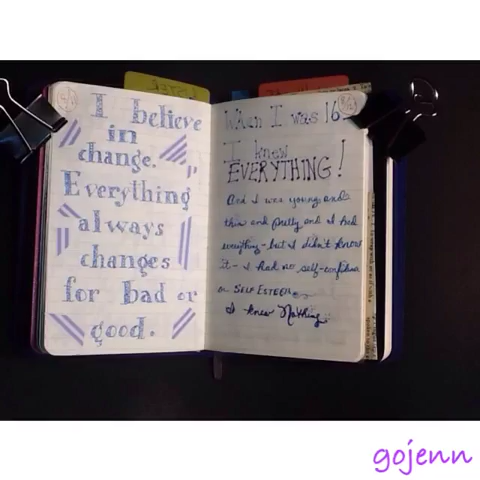 I believe
in
change.
Everything
always
changes
for bad or
good.
When I was 16
I knew
EVERYTHING!
And I was young and
thin and pretty and I had
everything - but I didn't know
it - I had no self-confidence
or SELF ESTEEM
I knew Nothing.
gojenn